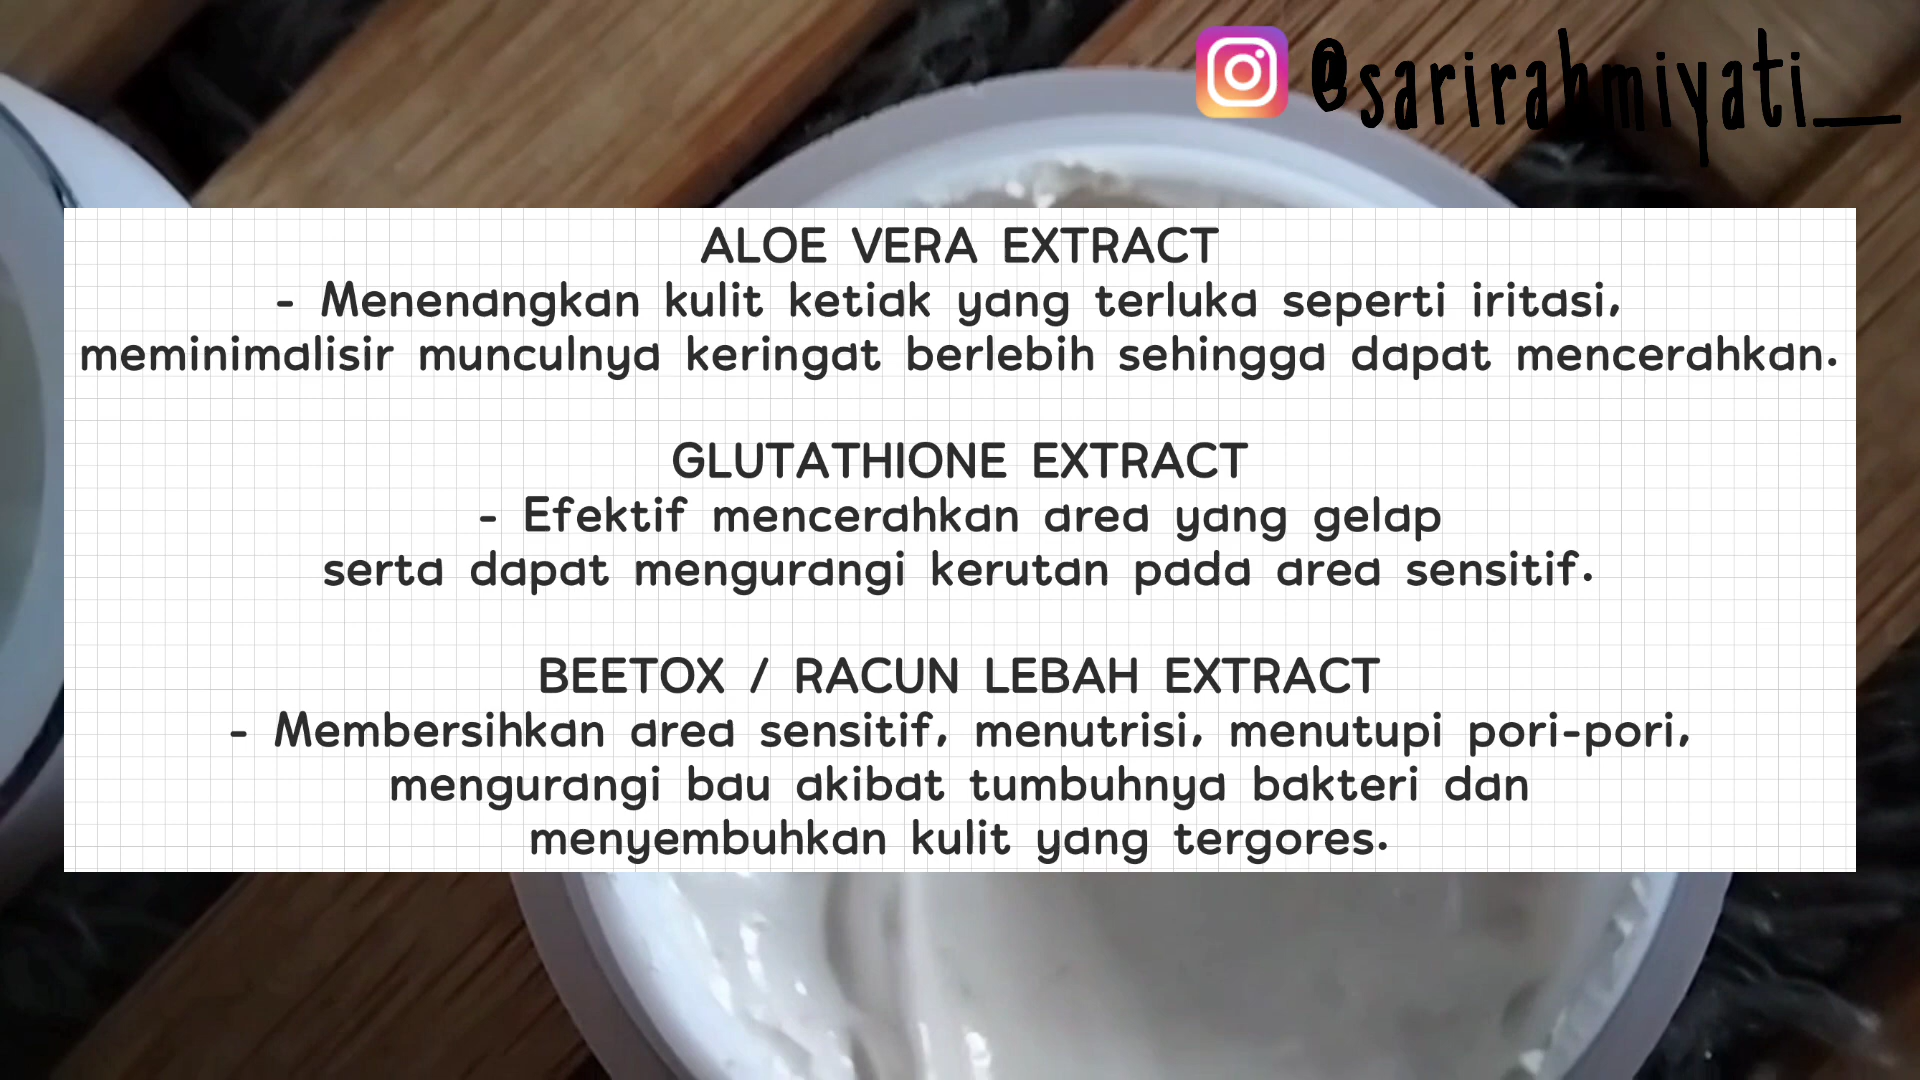 @sarirahmiyati__
ALOE VERA EXTRACT
- Menenangkan kulit ketiak yang terluka seperti iritasi,
meminimalisir munculnya keringat berlebih sehingga dapat mencerahkan.
GLUTATHIONE EXTRACT
- Efektif mencerahkan area yang gelap
serta dapat mengurangi kerutan pada area sensitif.
BEETOX / RACUN LEBAH EXTRACT
- Membersihkan area sensitif, menutrisi, menutupi pori-pori,
mengurangi bau akibat tumbuhnya bakteri dan
menyembuhkan kulit yang tergores.